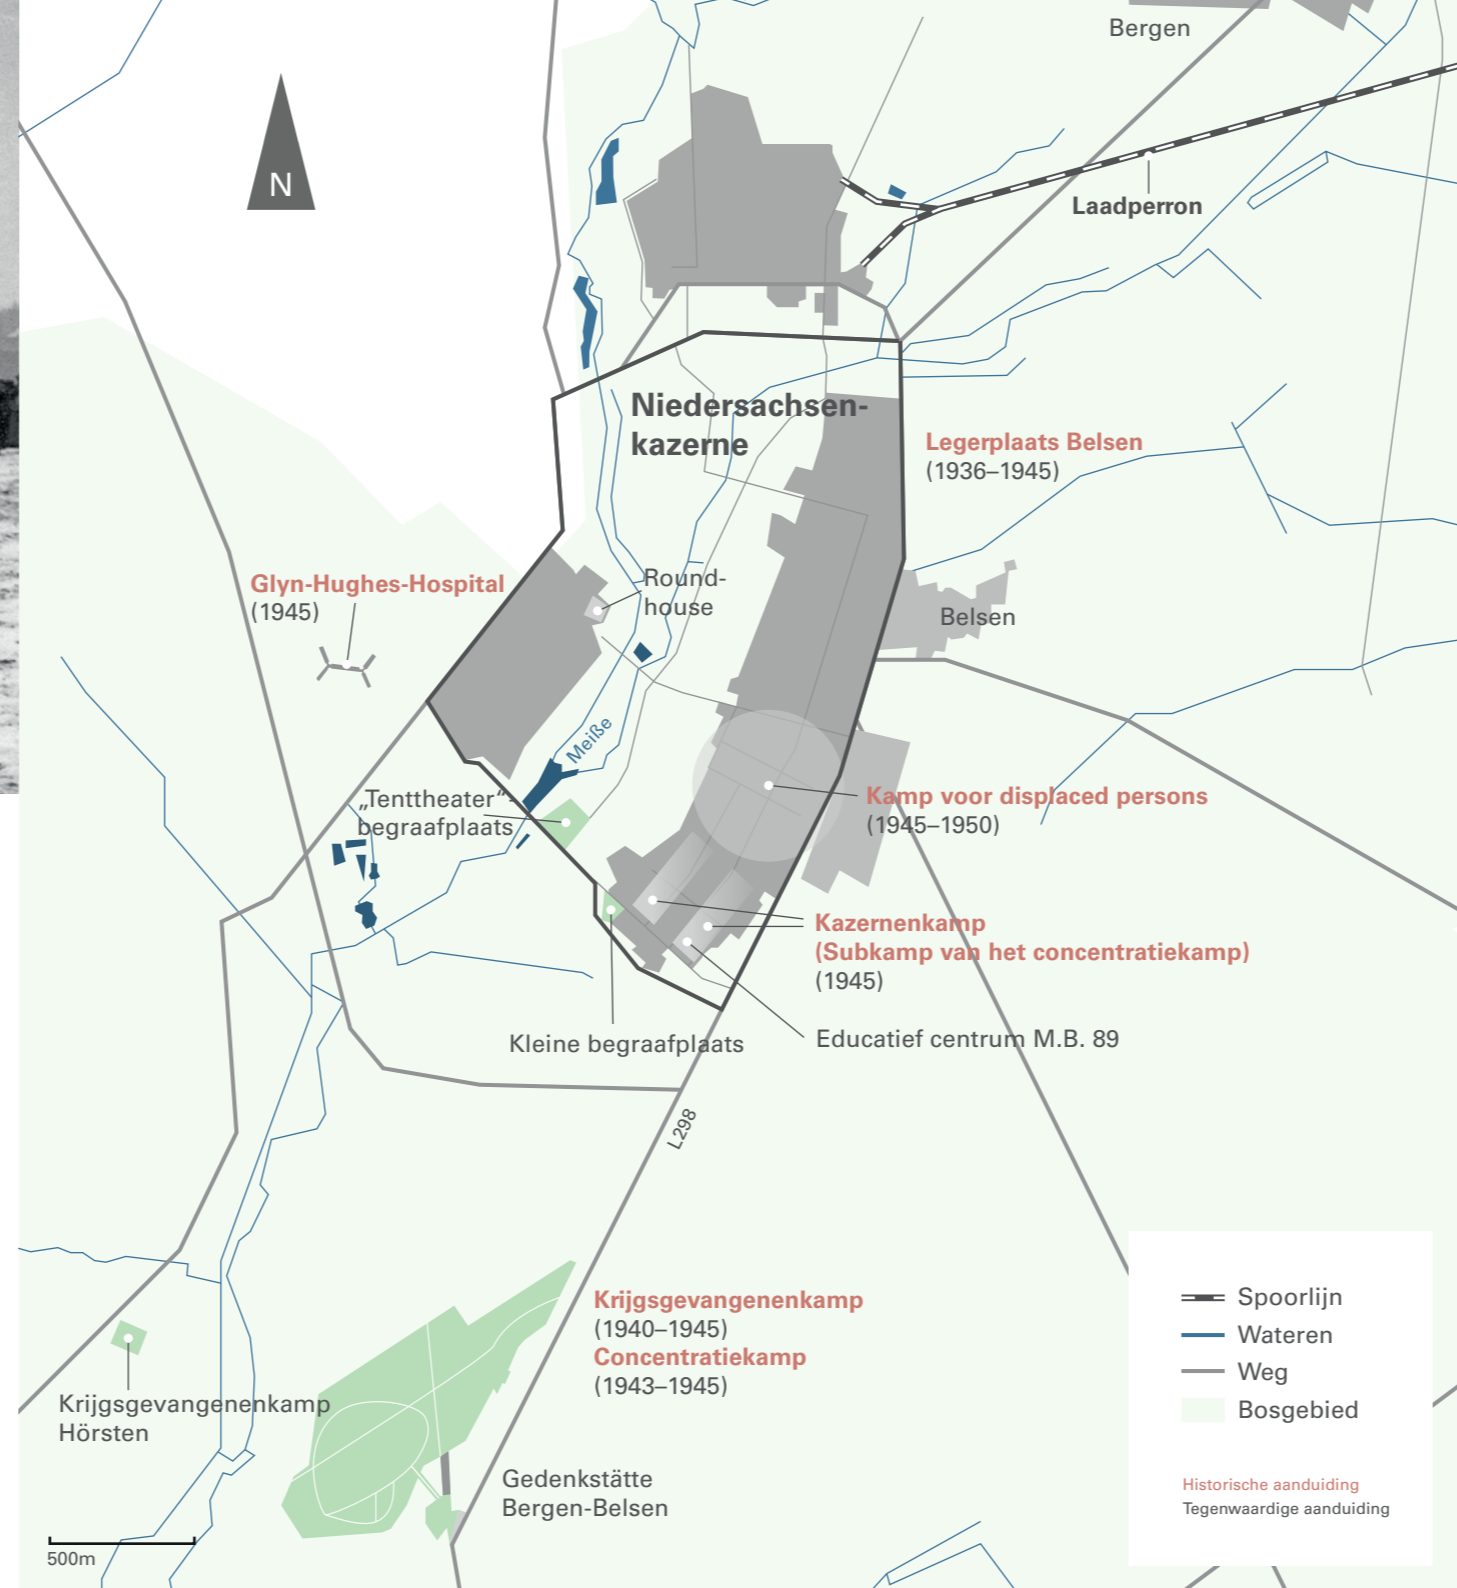 Bergen
N
Laadperron
Niedersachsen-
kazerne
Legerplaats Belsen
(1936–1945)
Glyn-Hughes-Hospital
(1945)
Round-
house
Belsen
Meiße
„Tenttheater“-
begraafplaats
Kamp voor displaced persons
(1945–1950)
Kazernenkamp
(Subkamp van het concentratiekamp)
(1945)
Kleine begraafplaats
Educatief centrum M.B. 89
L298
Krijgsgevangenenkamp
(1940–1945)
Concentratiekamp
(1943–1945)
Krijgsgevangenenkamp
Hörsten
Gedenkstätte
Bergen-Belsen
500m
Spoorlijn
Wateren
Weg
Bosgebied
Historische aanduiding
Tegenwaardige aanduiding